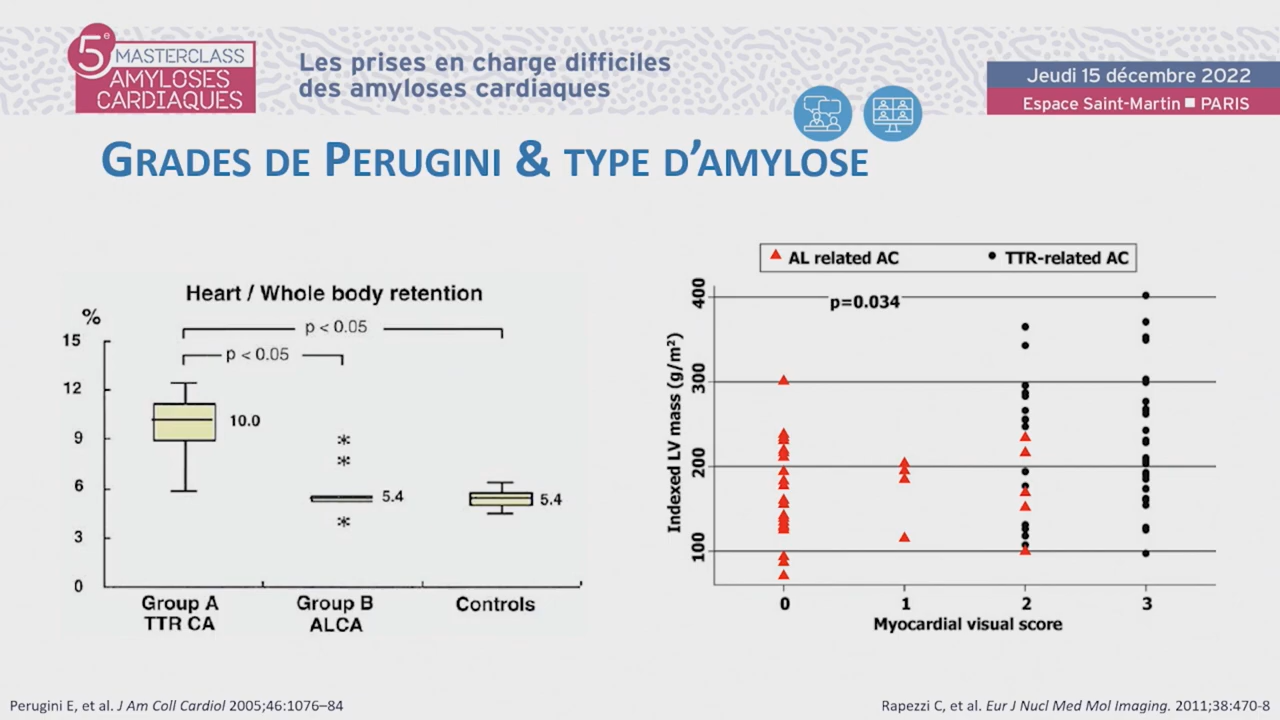 5e MASTERCLASS
AMYLOSES
CARDIAQUES
Les prises en charge difficiles
des amyloses cardiaques
Jeudi 15 décembre 2022
Espace Saint-Martin ■ PARIS
GRADES DE PERUGINI & TYPE D’AMYLOSE
Heart / Whole body retention
%
p < 0.05
p < 0.05
15
12
9
6
3
0
10.0
5.4
5.4
Group A
TTR CA
Group B
ALCA
Controls
AL related AC
TTR-related AC
p=0.034
Indexed LV mass (g/m²)
400
300
200
100
0 1 2 3
Myocardial visual score
Perugini E, et al. J Am Coll Cardiol 2005;46:1076–84
Rapezzi C, et al. Eur J Nucl Med Mol Imaging. 2011;38:470-8